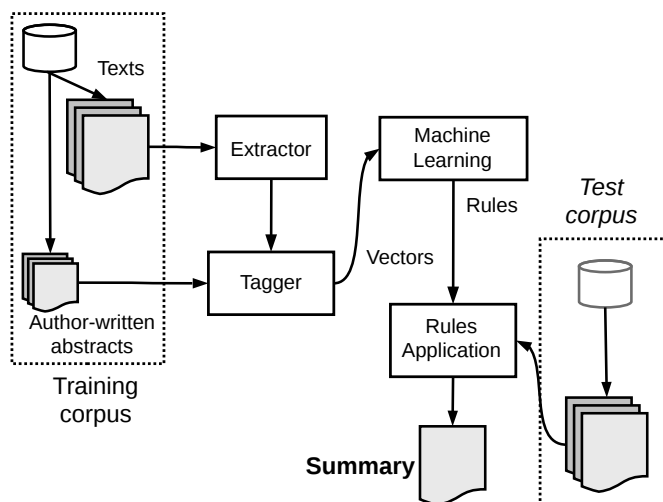 Texts
Extractor
Machine
Learning
Test
corpus
Rules
Tagger
Vectors
Author-written
abstracts
Rules
Application
Training
corpus
Summary